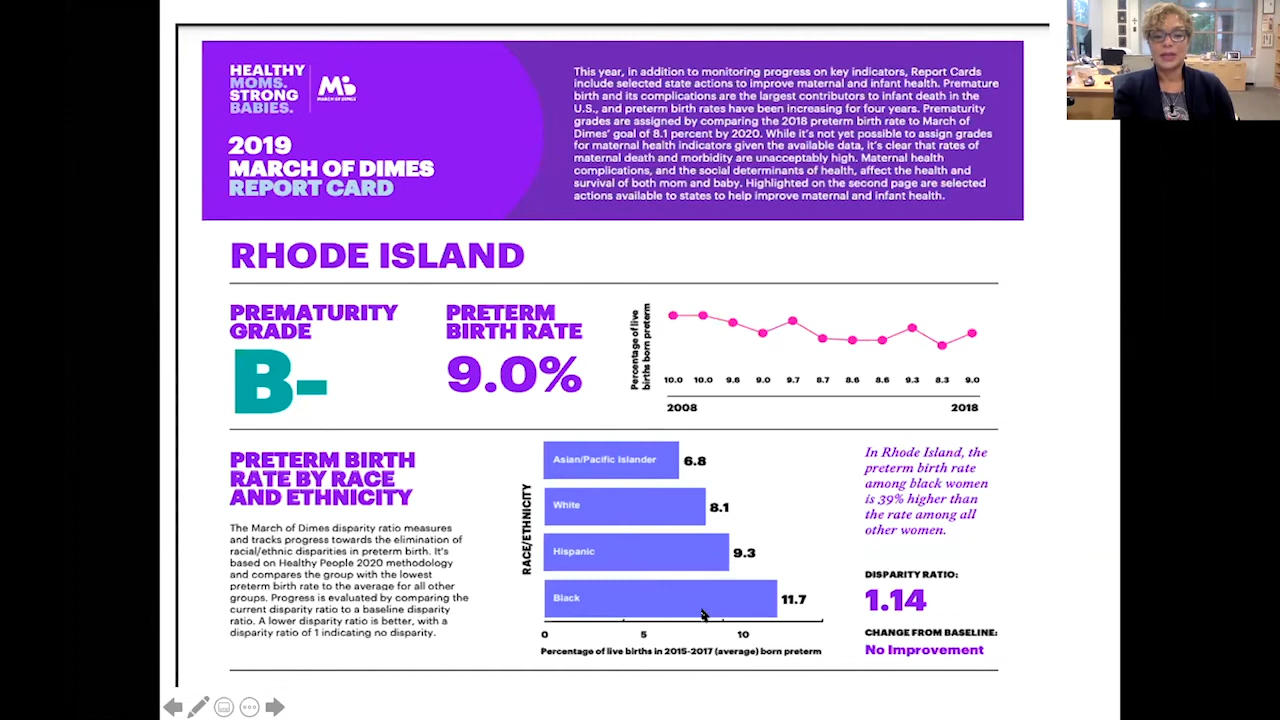 HEALTHY
MOMS.
STRONG
BABIES.
MARCH OF DIMES
2019
MARCH OF DIMES
REPORT CARD
This year, in addition to monitoring progress on key indicators, Report Cards
include selected state actions to improve maternal and infant health. Premature
birth and its complications are the largest contributors to infant death in the
U.S., and preterm birth rates have been increasing for four years. Prematurity
grades are assigned by comparing the 2018 preterm birth rate to March of
Dimes' goal of 8.1 percent by 2020. While it's not yet possible to assign grades
for maternal health indicators given the available data, it's clear that rates of
maternal death and morbidity are unacceptably high. Maternal health
complications, and the social determinants of health, affect the health and
survival of both mom and baby. Highlighted on the second page are selected
actions available to states to help improve maternal and infant health.
RHODE ISLAND
PREMATURITY
GRADE
B-
PRETERM
BIRTH RATE
9.0%
Percentage of live
births born preterm
10.0 10.0 9.6 9.0 9.7 8.7 8.6 8.6 9.3 8.3 9.0
2008 2018
PRETERM BIRTH
RATE BY RACE
AND ETHNICITY
The March of Dimes disparity ratio measures
and tracks progress towards the elimination of
racial/ethnic disparities in preterm birth. It's
based on Healthy People 2020 methodology
and compares the group with the lowest
preterm birth rate to the average for all other
groups. Progress is evaluated by comparing the
current disparity ratio to a baseline disparity
ratio. A lower disparity ratio is better, with a
disparity ratio of 1 indicating no disparity.
RACE/ETHNICITY
Asian/Pacific Islander 6.8
White 8.1
Hispanic 9.3
Black 11.7
0 5 10
Percentage of live births in 2015-2017 (average) born preterm
In Rhode Island, the
preterm birth rate
among black women
is 39% higher than
the rate among all
other women.
DISPARITY RATIO:
1.14
CHANGE FROM BASELINE:
No Improvement